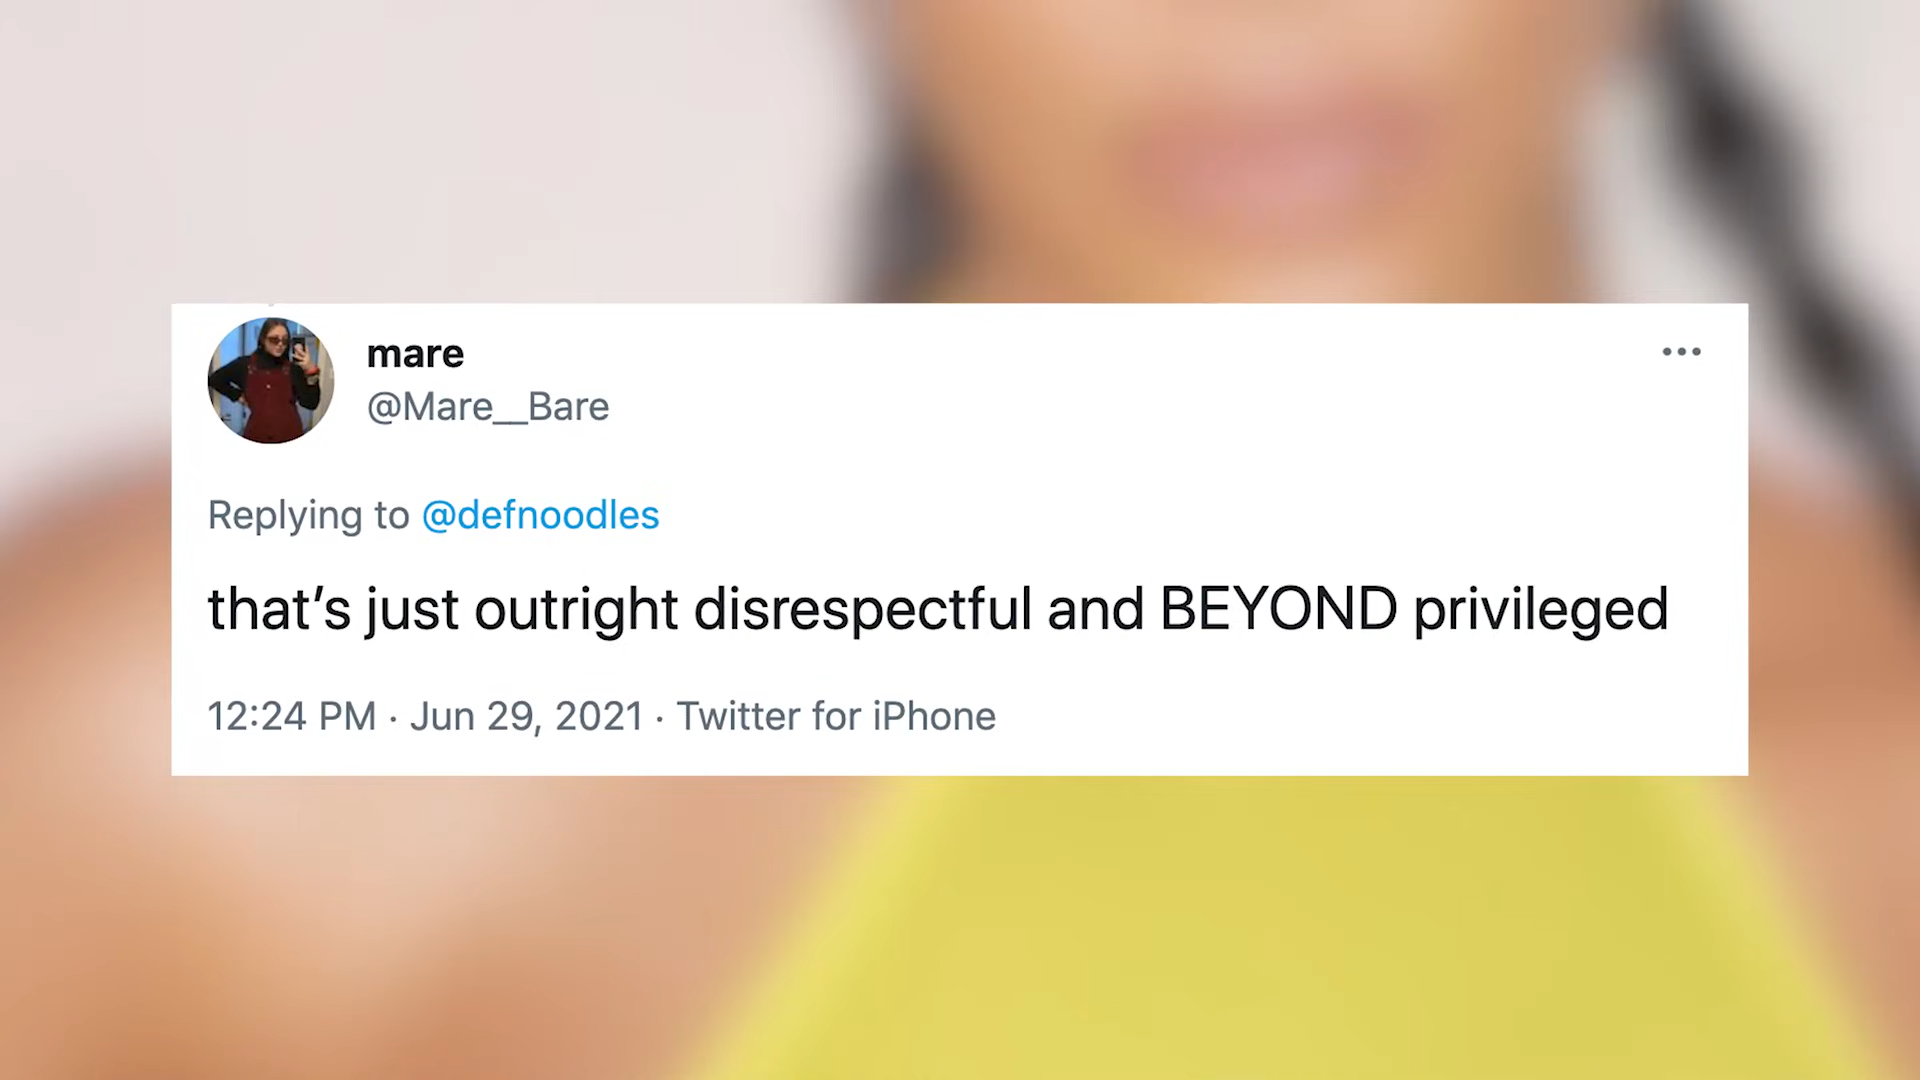 mare
@Mare__Bare
Replying to @defnoodles
that’s just outright disrespectful and BEYOND privileged
12:24 PM · Jun 29, 2021 · Twitter for iPhone